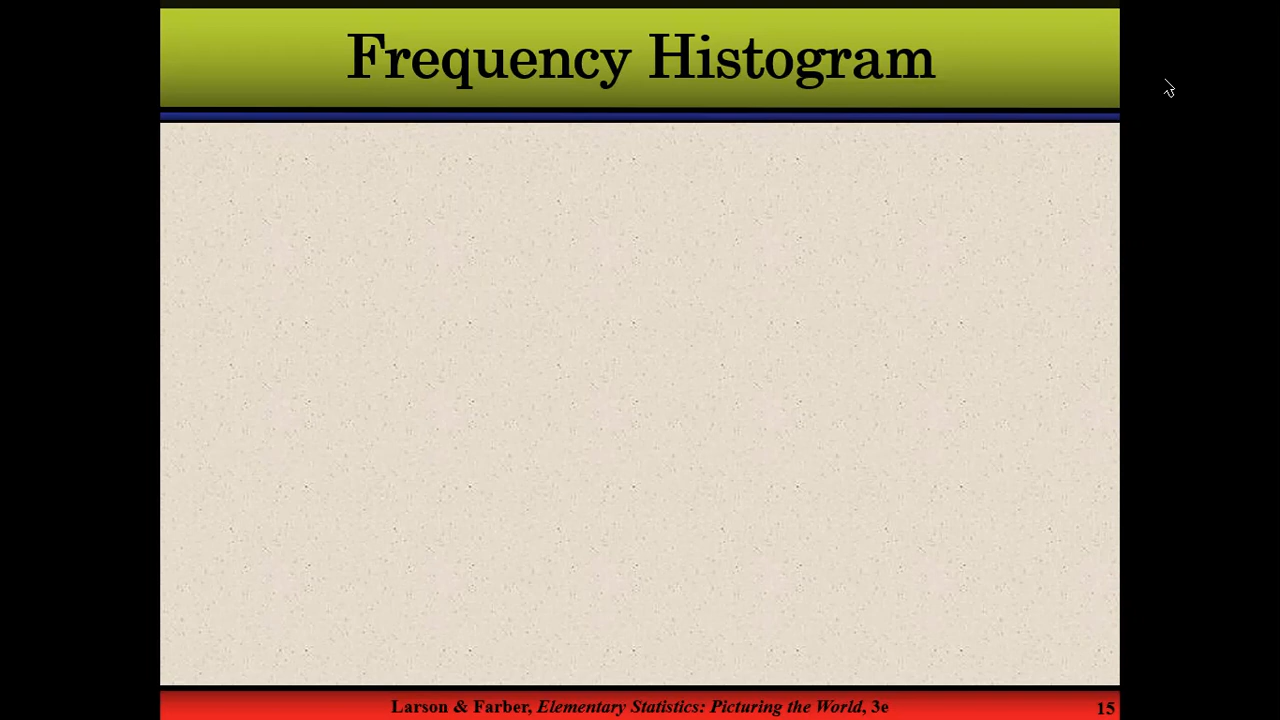 Frequency Histogram
Larson & Farber, Elementary Statistics: Picturing the World, 3e
15